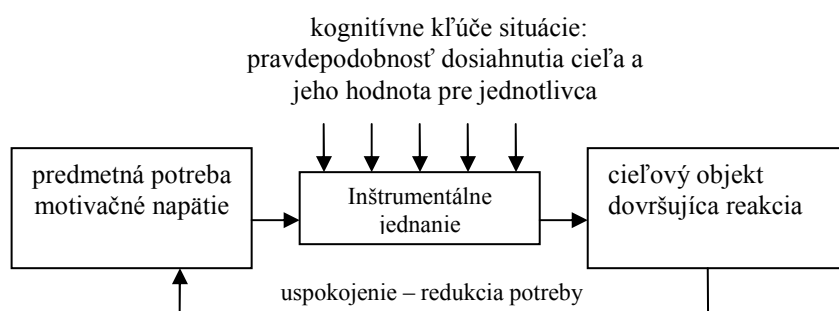 kognitívne kľúče situácie:
pravdepodobnosť dosiahnutia cieľa a
jeho hodnota pre jednotlivca
predmetná potreba
motivačné napätie
Inštrumentálne
jednanie
cieľový objekt
dovršujíca reakcia
uspokojenie – redukcia potreby